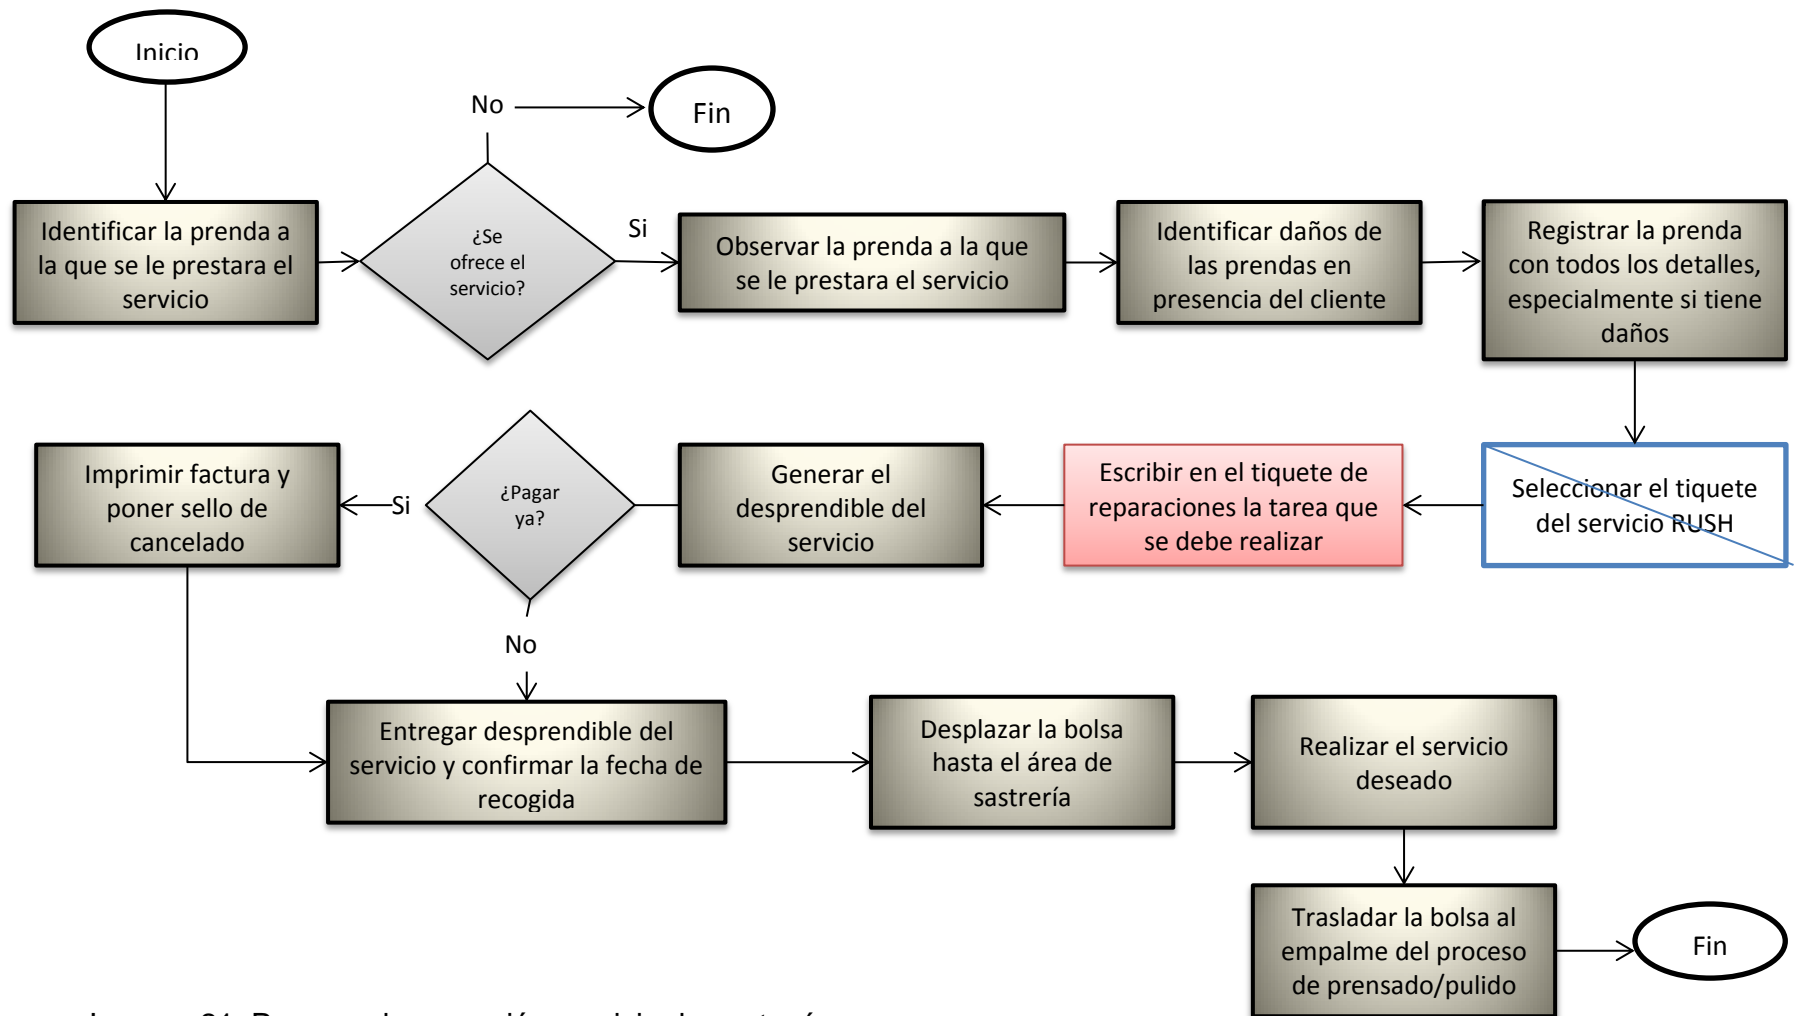 Inicio
No
Fin
Identificar la prenda a
la que se le prestara el
servicio
¿Se
ofrece el
servicio?
Si
Observar la prenda a la que
se le prestara el servicio
Identificar daños de
las prendas en
presencia del cliente
Registrar la prenda
con todos los detalles,
especialmente si tiene
daños
Seleccionar el tiquete
del servicio RUSH
Escribir en el tiquete de
reparaciones la tarea que
se debe realizar
Generar el
desprendible del
servicio
¿Pagar
ya?
Si
Imprimir factura y
poner sello de
cancelado
No
Entregar desprendible del
servicio y confirmar la fecha de
recogida
Desplazar la bolsa
hasta el área de
sastrería
Realizar el servicio
deseado
Trasladar la bolsa al
empalme del proceso
de prensado/pulido
Fin